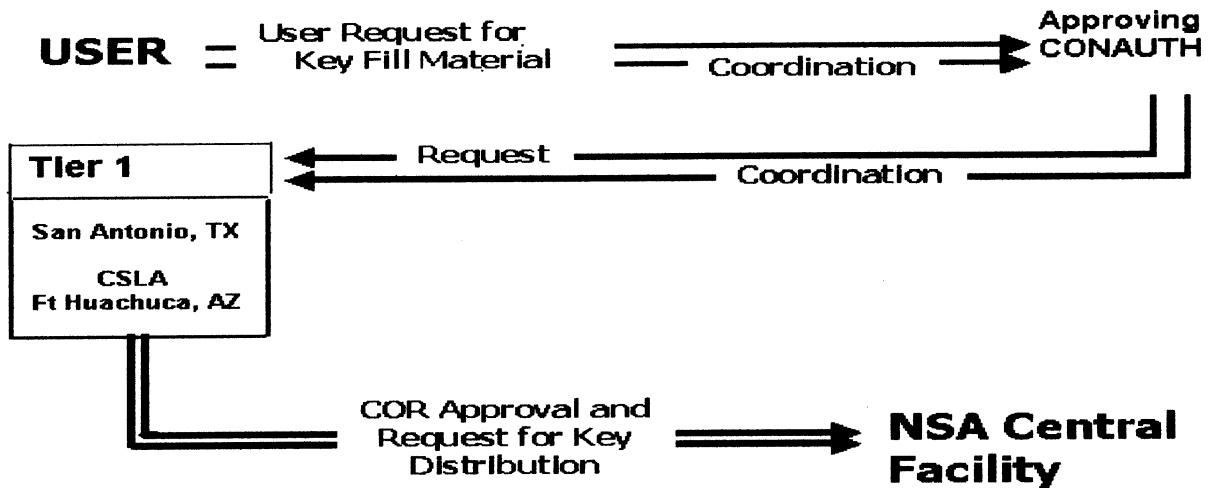 USER
User Request for
Key Fill Material
Coordination
Approving
CONAUTH
Tier 1
Request
Coordination
San Antonio, TX
CSLA
Ft Huachuca, AZ
COR Approval and
Request for Key
Distribution
NSA Central
Facility